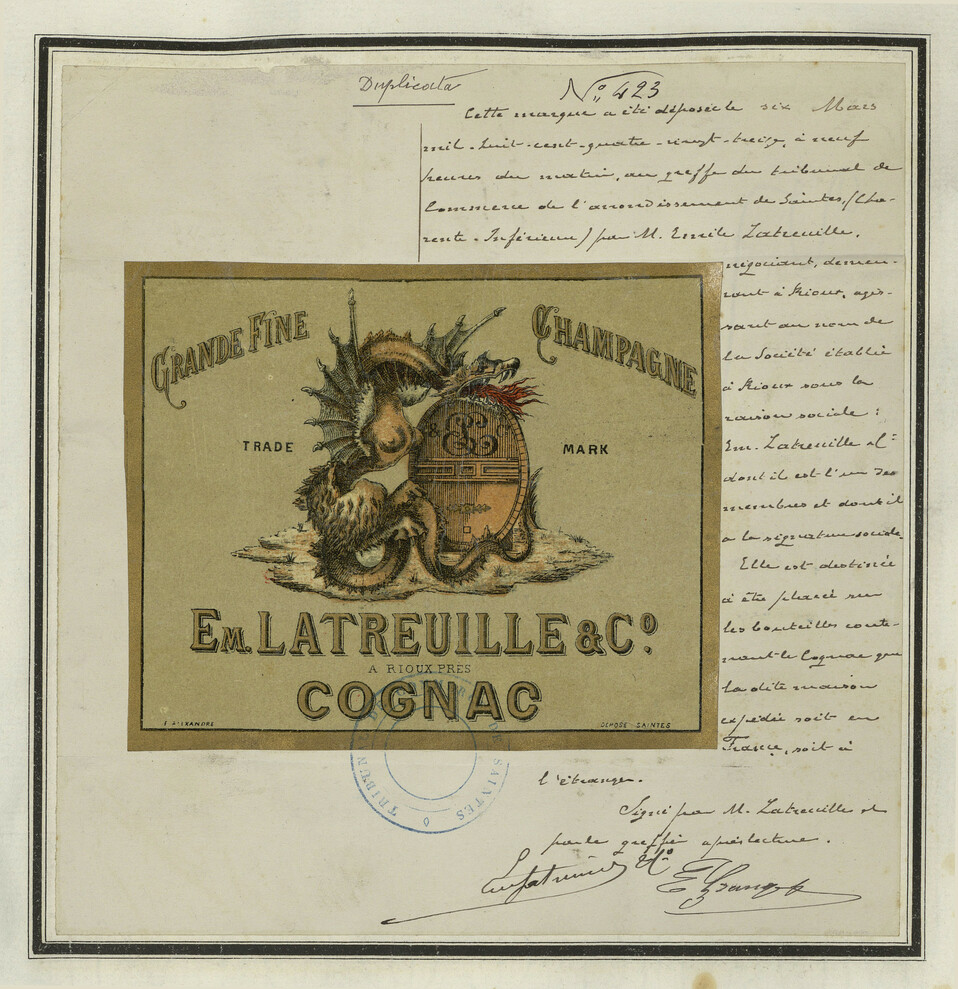 Duplicata
No 423
Cette marque a été déposée le six Mars
mil-huit-cent-quatre-vingt-treize, à neuf
heures du matin, au greffe du tribunal de
Commerce de l'arrondissement de Saintes, (Cha-
rente-Inférieure) par M. Emile Latreuille,
négociant, demeu-
rant à Rioux, agis-
sant au nom de
la Société établie
à Rioux sous la
raison sociale :
Em. Latreuille & Cie
dont il est l'un des
membres et dont il
a la signature sociale.
Elle est destinée
à être placée sur
les bouteilles conte-
nant le Cognac que
la dite maison
expédie soit en
France, soit à
l'étranger.
Signé par M. Latreuille et
par le greffier après lecture.
GRANDE FINE CHAMPAGNE
TRADE MARK
EM. LATREUILLE & Co.
A RIOUX PRES
COGNAC
SAINTES
TRIBUNAL DE SAINTES